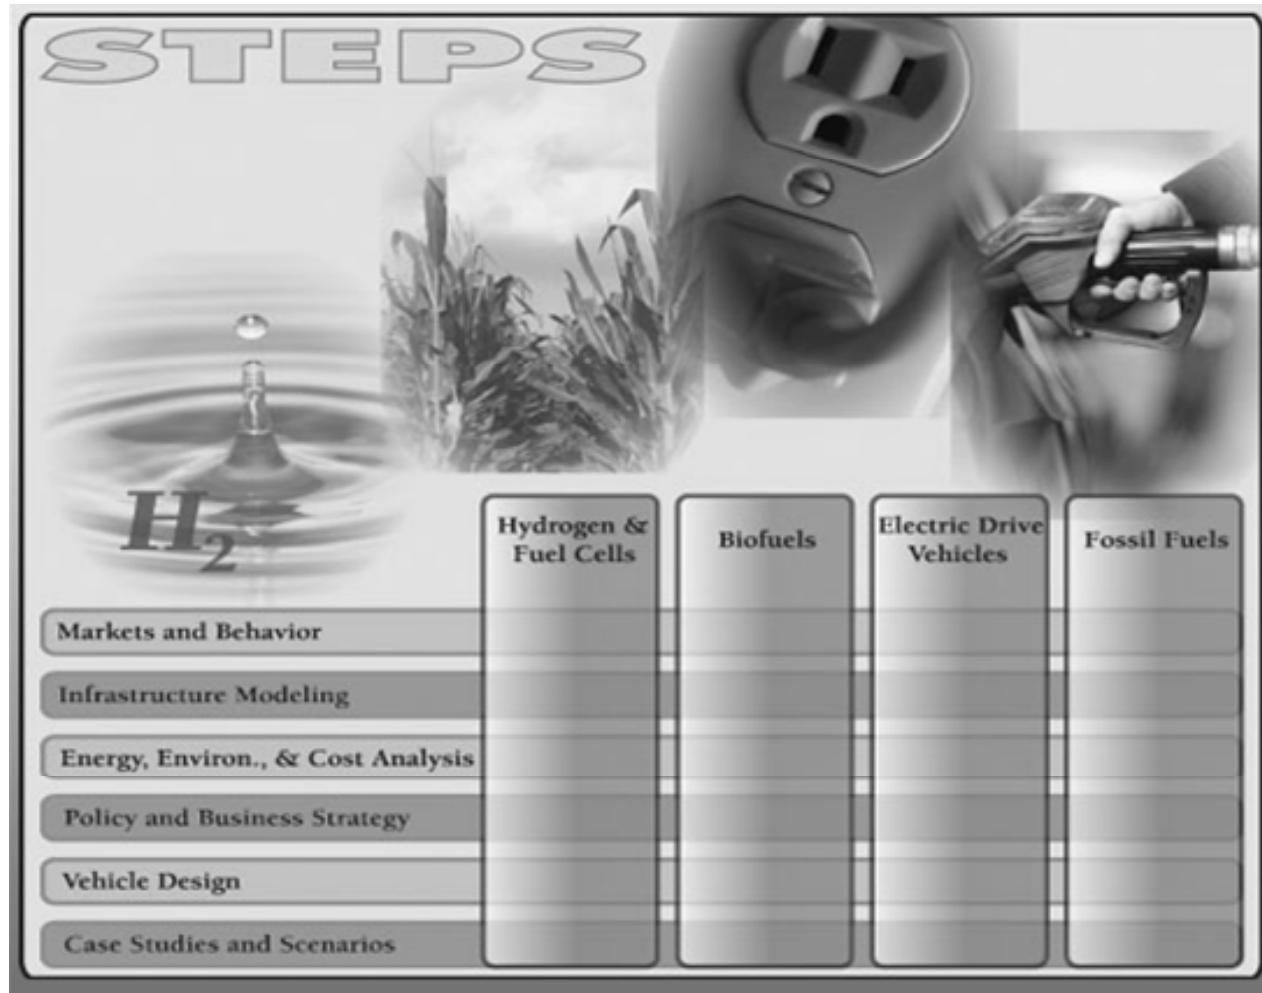 STEPS
H2
Hydrogen &
Fuel Cells
Biofuels
Electric Drive
Vehicles
Fossil Fuels
Markets and Behavior
Infrastructure Modeling
Energy, Environ., & Cost Analysis
Policy and Business Strategy
Vehicle Design
Case Studies and Scenarios